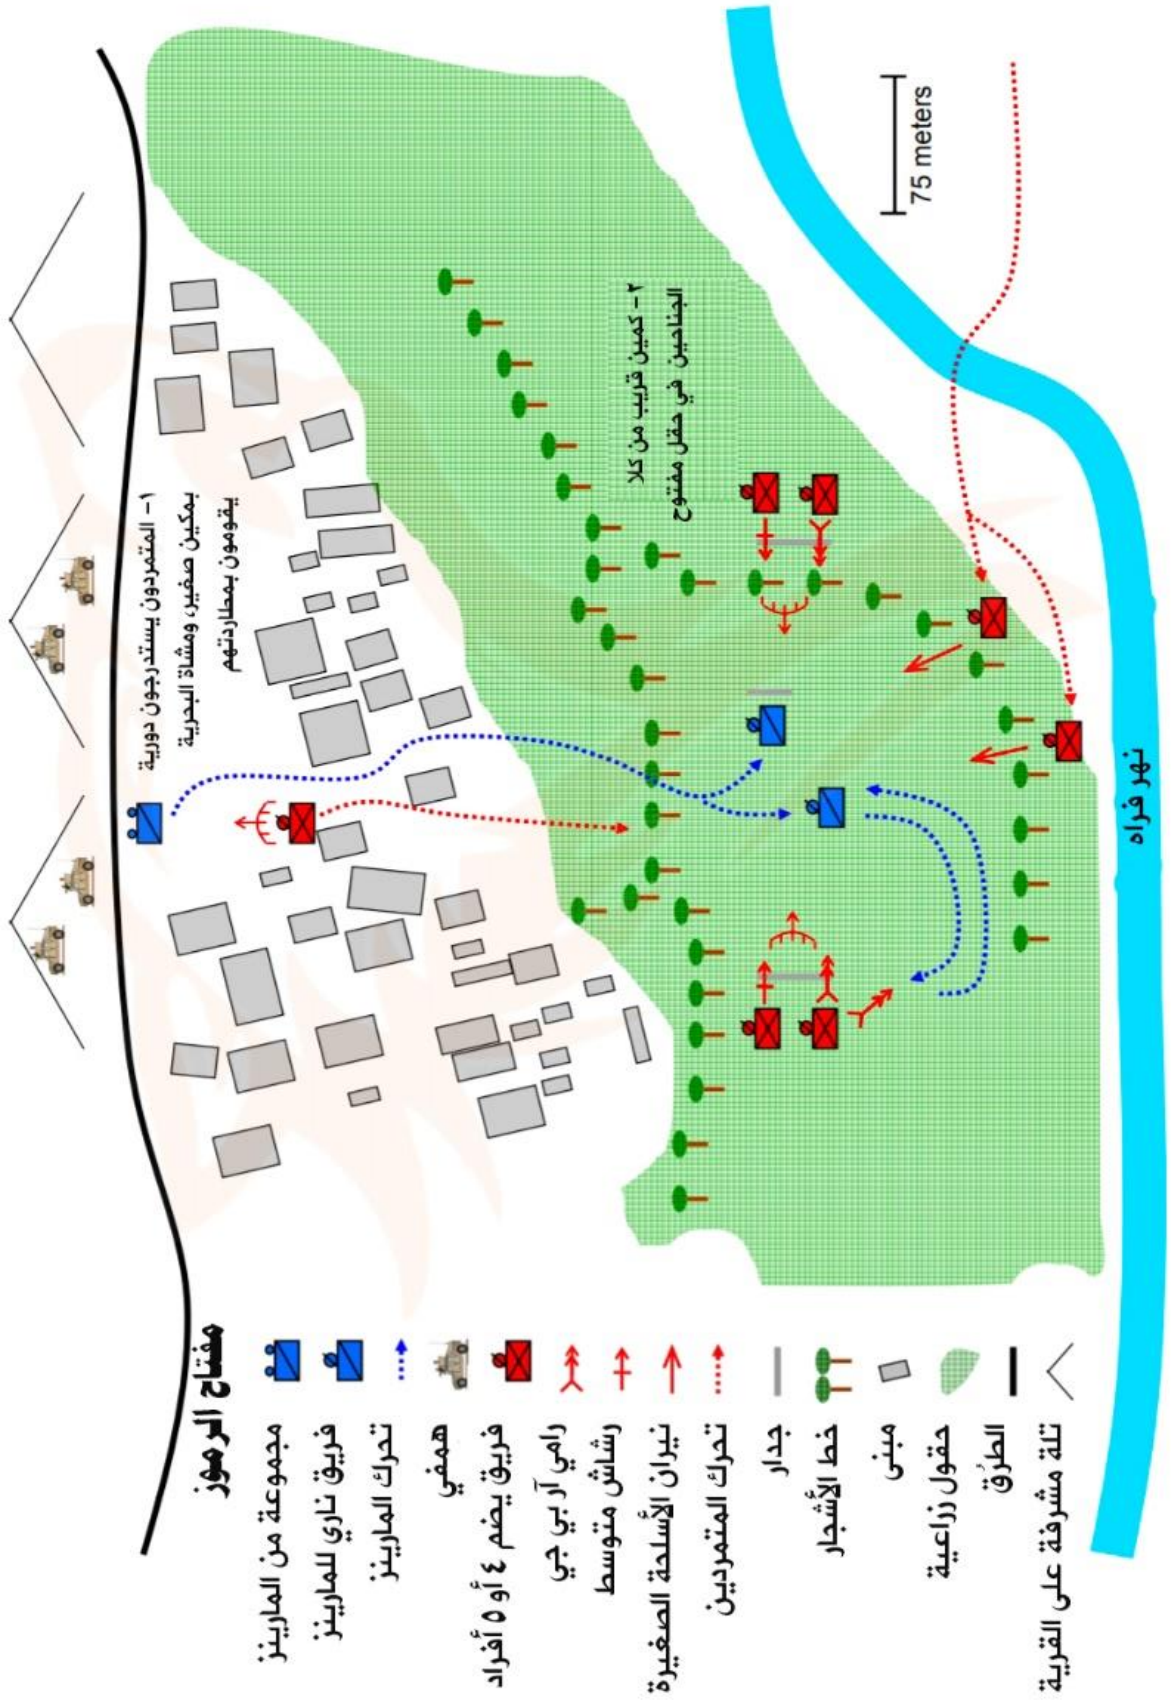 ١ – المتمردون يستدرجون دورية
بمكين صغير، ومشاة البحرية
يقومون بمطاردتهم
٢ – كمين قريب من كلا
الجناحين في حقل مفتوح
75 meters
نهر فراه
مفتاح الرموز
مجموعة من المارينز
فريق ناري للمارينز
تحرك المارينز
همفي
فريق يضم ٤ أو ٥ أفراد
رامي آر بي جي
رشاش متوسط
نيران الأسلحة الصغيرة
تحرك المتمردين
جدار
خط الأشجار
مبنى
حقول زراعية
الطرق
تلة مشرفة على القرية